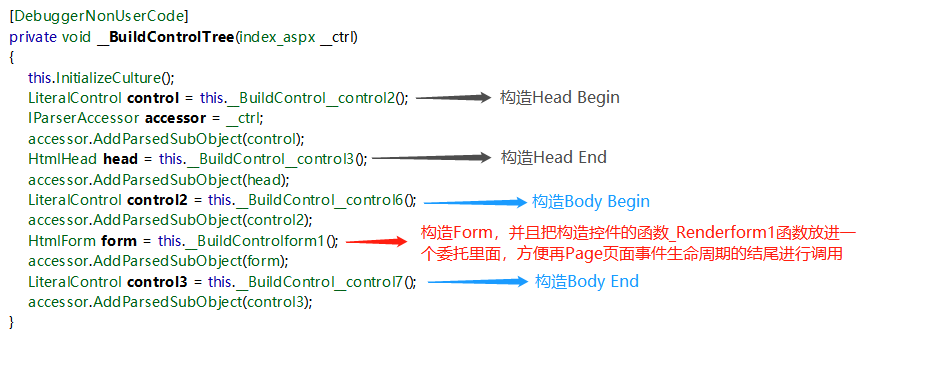 [DebuggerNonUserCode]
private void __BuildControlTree(index_aspx __ctrl)
{
this.InitializeCulture();
LiteralControl control = this.__BuildControl__control2(); 构造Head Begin
IParserAccessor accessor = __ctrl;
accessor.AddParsedSubObject(control);
HtmlHead head = this.__BuildControl__control3(); 构造Head End
accessor.AddParsedSubObject(head);
LiteralControl control2 = this.__BuildControl__control6(); 构造Body Begin
accessor.AddParsedSubObject(control2);
HtmlForm form = this.__BuildControlform1(); 构造Form，并且把构造控件的函数_Renderform1函数放进一
个委托里面，方便再Page页面事件生命周期的结尾进行调用
accessor.AddParsedSubObject(form);
LiteralControl control3 = this.__BuildControl__control7(); 构造Body End
accessor.AddParsedSubObject(control3);
}